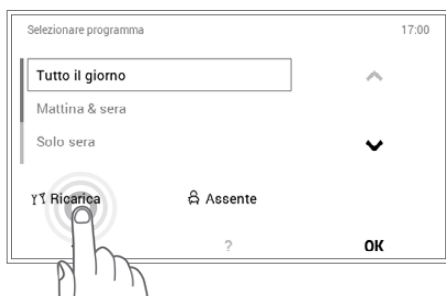 Selezionare programma 17:00
Tutto il giorno
Mattina & sera
Solo sera
Ricarica Assente
? OK